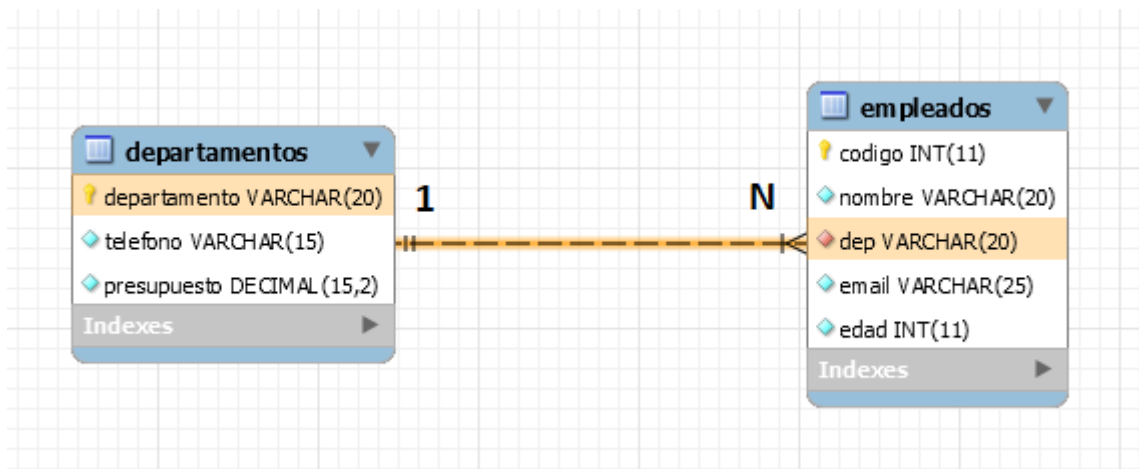 departamentos
departamento VARCHAR(20)
telefono VARCHAR(15)
presupuesto DECIMAL(15,2)
Indexes
1
N
empleados
codigo INT(11)
nombre VARCHAR(20)
dep VARCHAR(20)
email VARCHAR(25)
edad INT(11)
Indexes